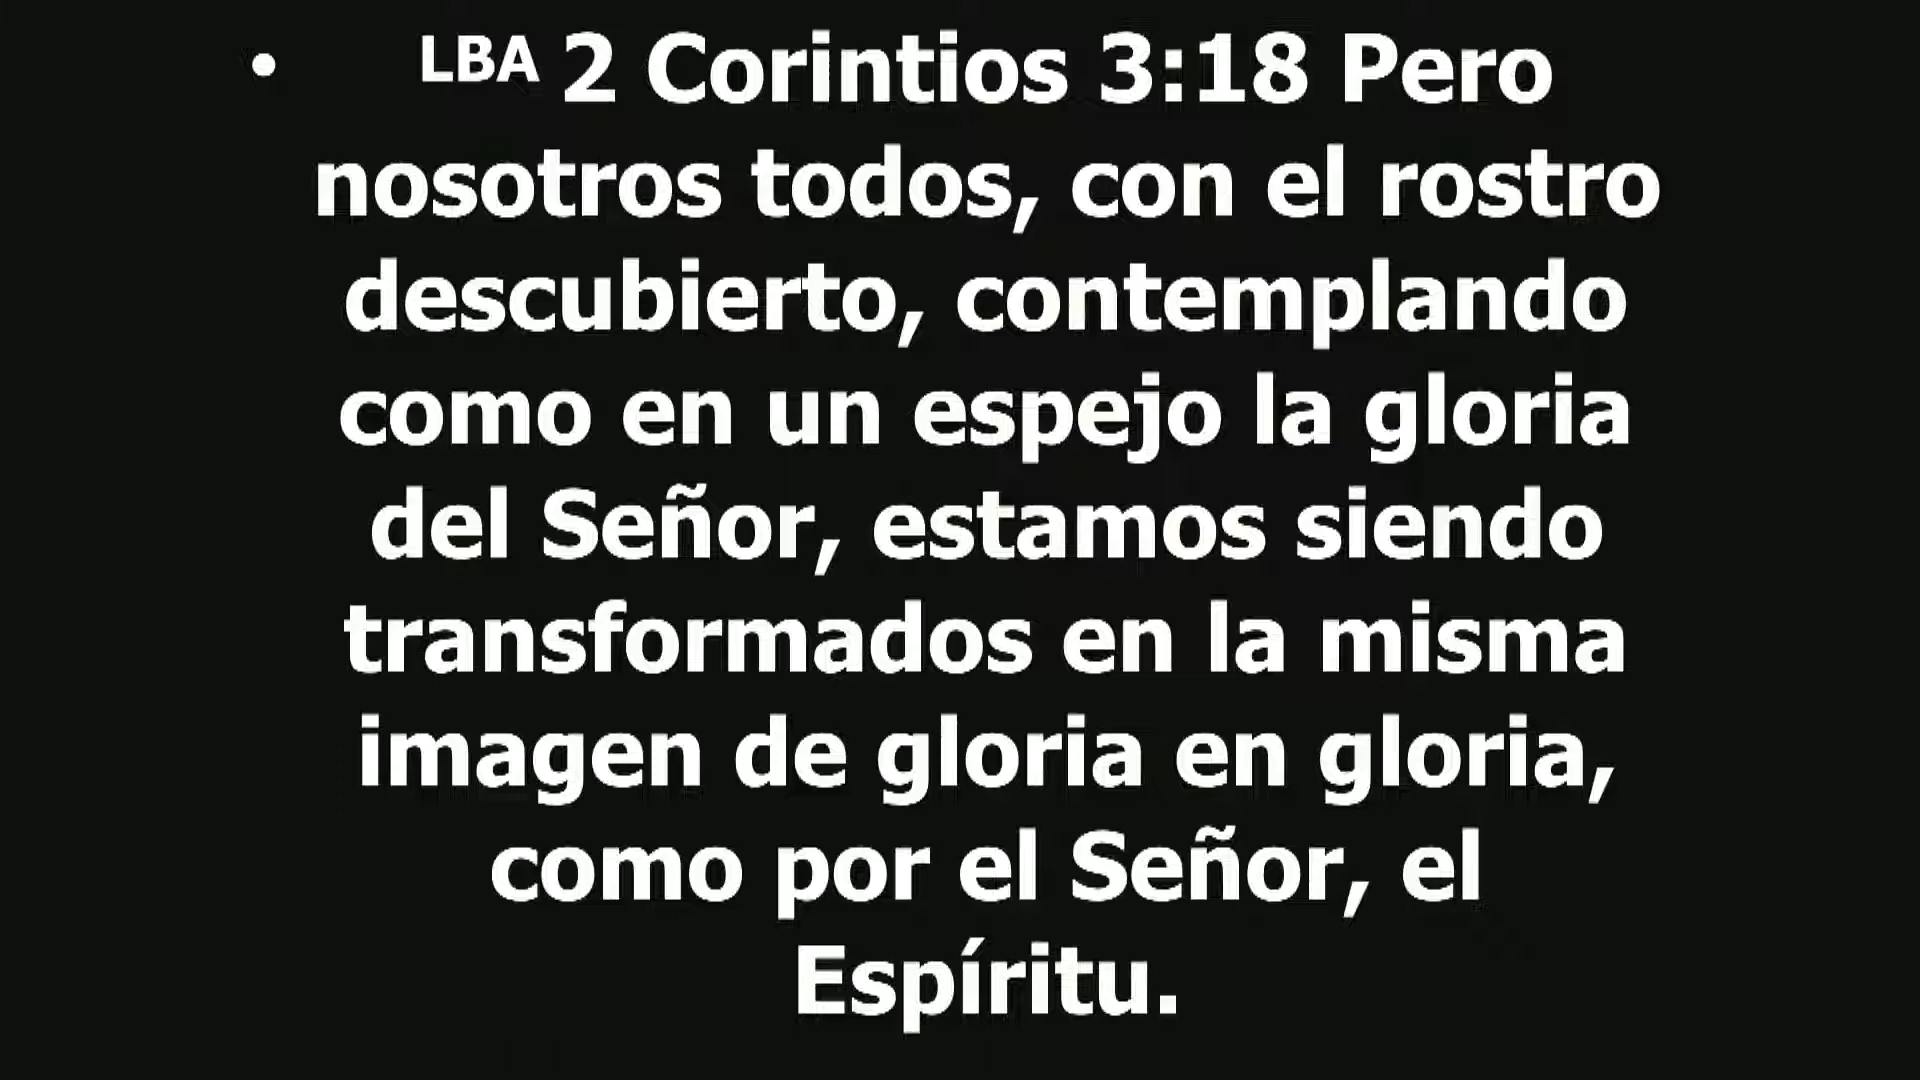 • LBA 2 Corintios 3:18 Pero
nosotros todos, con el rostro
descubierto, contemplando
como en un espejo la gloria
del Señor, estamos siendo
transformados en la misma
imagen de gloria en gloria,
como por el Señor, el
Espíritu.